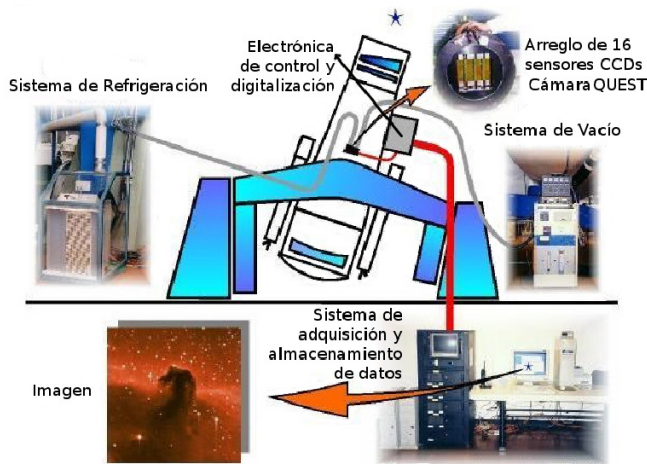 Electrónica
de control y
digitalización
Arreglo de 16
sensores CCDs
Cámara QUEST
Sistema de Refrigeración
Sistema de Vacío
Sistema de
adquisición y
almacenamiento
de datos
Imagen